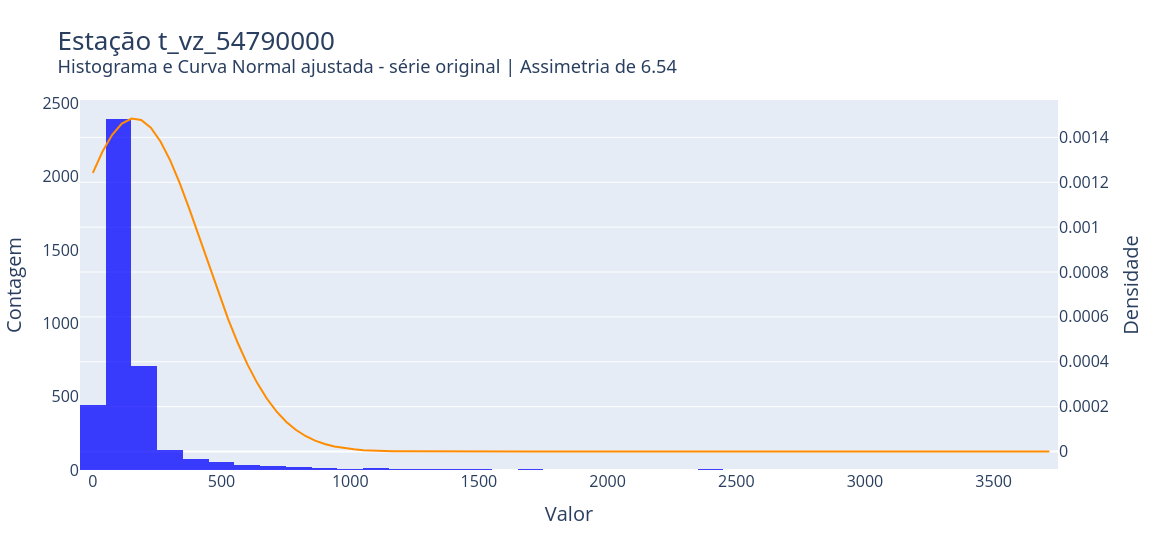 Estação t_vz_54790000
Histograma e Curva Normal ajustada - série original | Assimetria de 6.54
2500
2000
1500
1000
500
0
Contagem
0.0014
0.0012
0.001
0.0008
0.0006
0.0004
0.0002
0
Densidade
0 500 1000 1500 2000 2500 3000 3500
Valor